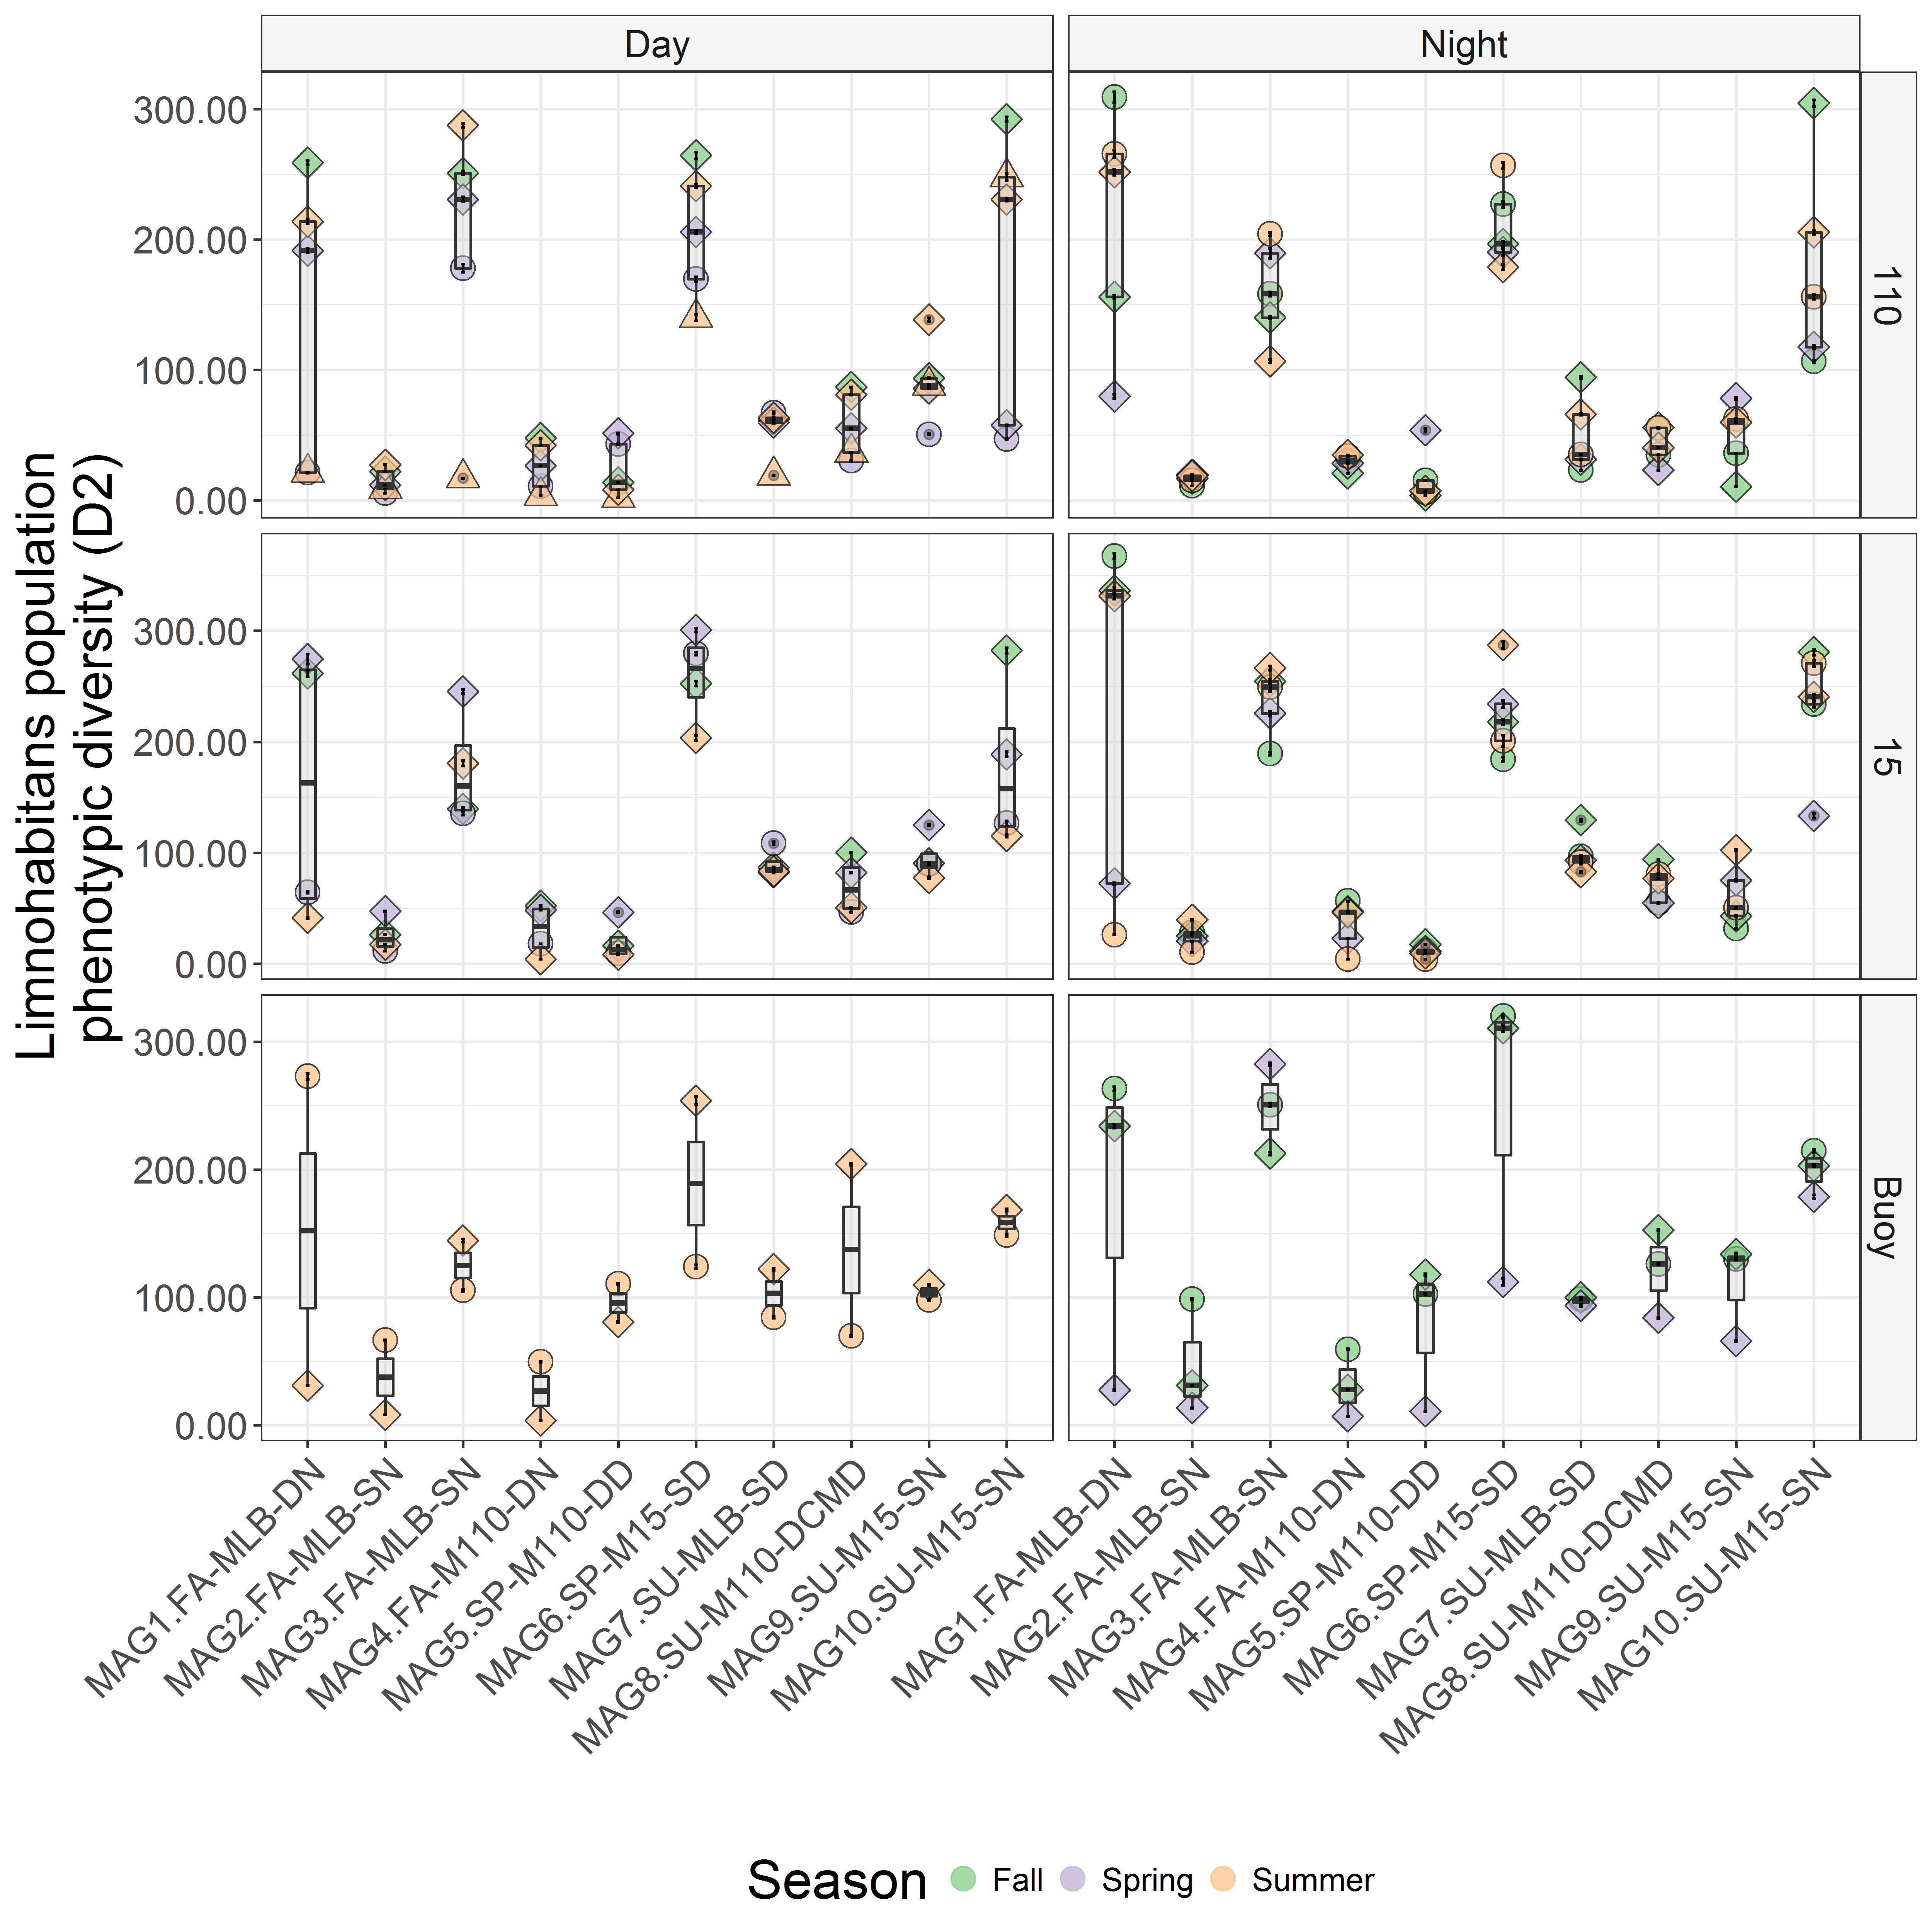 Day
Night
Limnohabitans population
phenotypic diversity (D2)
300.00
200.00
100.00
0.00
110
300.00
200.00
100.00
0.00
15
300.00
200.00
100.00
0.00
Buoy
MAG1.FA-MLB-DN
MAG2.FA-MLB-SN
MAG3.FA-MLB-SN
MAG4.FA-M110-DN
MAG5.SP-M110-DD
MAG6.SP-M15-SD
MAG7.SU-MLB-SD
MAG8.SU-M110-DCMD
MAG9.SU-M15-SN
MAG10.SU-M15-SN
MAG1.FA-MLB-DN
MAG2.FA-MLB-SN
MAG3.FA-MLB-SN
MAG4.FA-M110-DN
MAG5.SP-M110-DD
MAG6.SP-M15-SD
MAG7.SU-MLB-SD
MAG8.SU-M110-DCMD
MAG9.SU-M15-SN
MAG10.SU-M15-SN
Season Fall Spring Summer